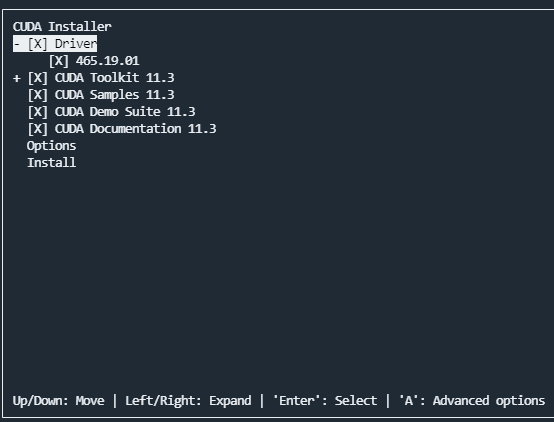 CUDA Installer
- [X] Driver
[X] 465.19.01
+ [X] CUDA Toolkit 11.3
[X] CUDA Samples 11.3
[X] CUDA Demo Suite 11.3
[X] CUDA Documentation 11.3
Options
Install
Up/Down: Move | Left/Right: Expand | 'Enter': Select | 'A': Advanced options